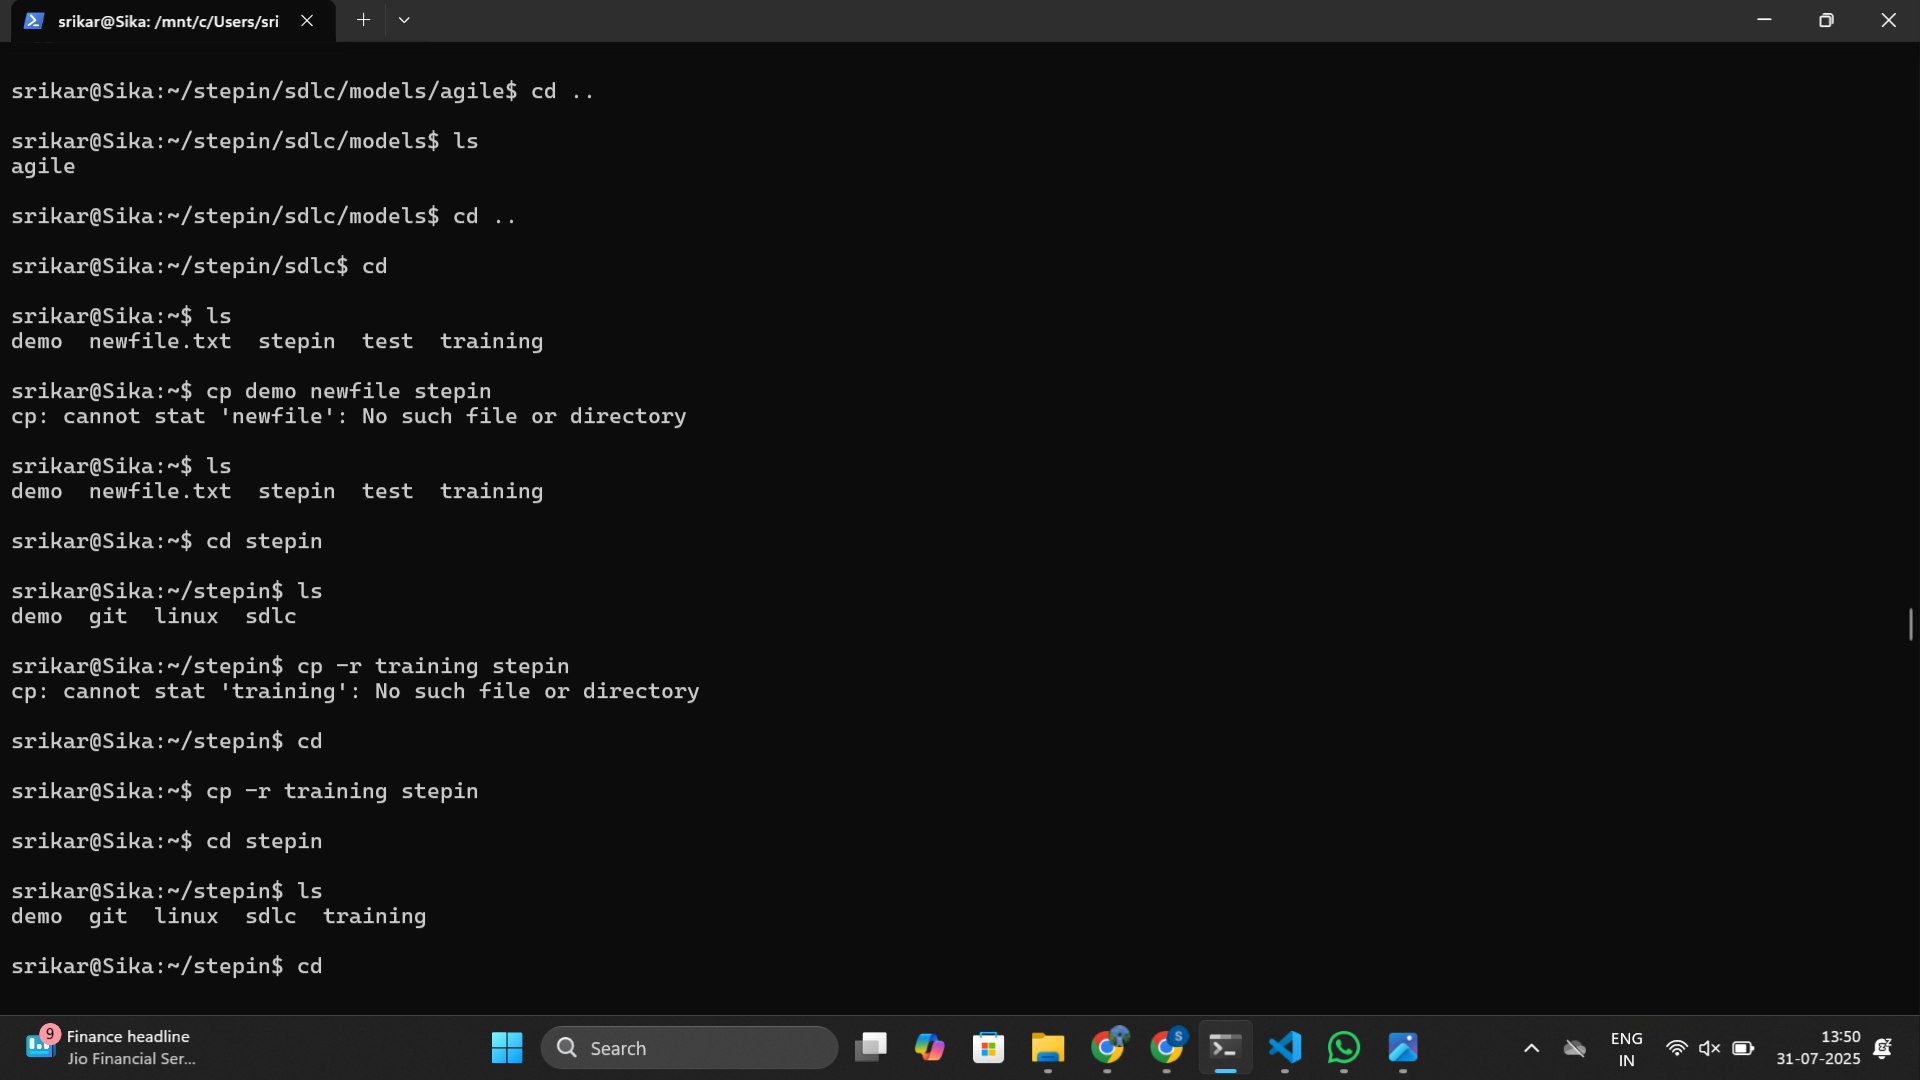 srikar@Sika: /mnt/c/Users/sri
srikar@Sika:~/stepin/sdlc/models/agile$ cd ..
srikar@Sika:~/stepin/sdlc/models$ ls
agile
srikar@Sika:~/stepin/sdlc/models$ cd ..
srikar@Sika:~/stepin/sdlc$ cd
srikar@Sika:~$ ls
demo  newfile.txt  stepin  test  training
srikar@Sika:~$ cp demo newfile stepin
cp: cannot stat 'newfile': No such file or directory
srikar@Sika:~$ ls
demo  newfile.txt  stepin  test  training
srikar@Sika:~$ cd stepin
srikar@Sika:~/stepin$ ls
demo  git  linux  sdlc
srikar@Sika:~/stepin$ cp -r training stepin
cp: cannot stat 'training': No such file or directory
srikar@Sika:~/stepin$ cd
srikar@Sika:~$ cp -r training stepin
srikar@Sika:~$ cd stepin
srikar@Sika:~/stepin$ ls
demo  git  linux  sdlc  training
srikar@Sika:~/stepin$ cd
9
Finance headline
Jio Financial Ser...
Search
S
ENG
IN
13:50
31-07-2025